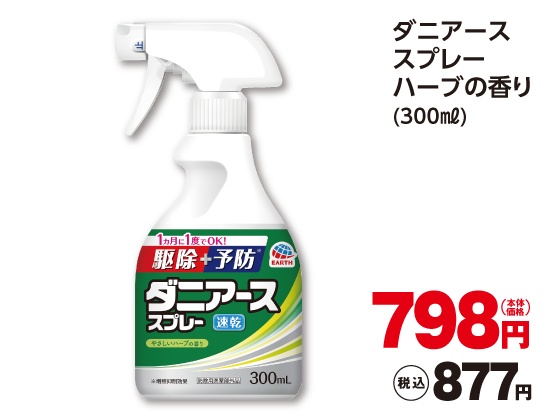 ダニアース
スプレー
ハーブの香り
(300㎖)
1ヵ月に1度でOK!
駆除+予防※
EARTH
ダニアース
スプレー 速乾
やさしいハーブの香り
300mL
798円(本体価格)
税込877円